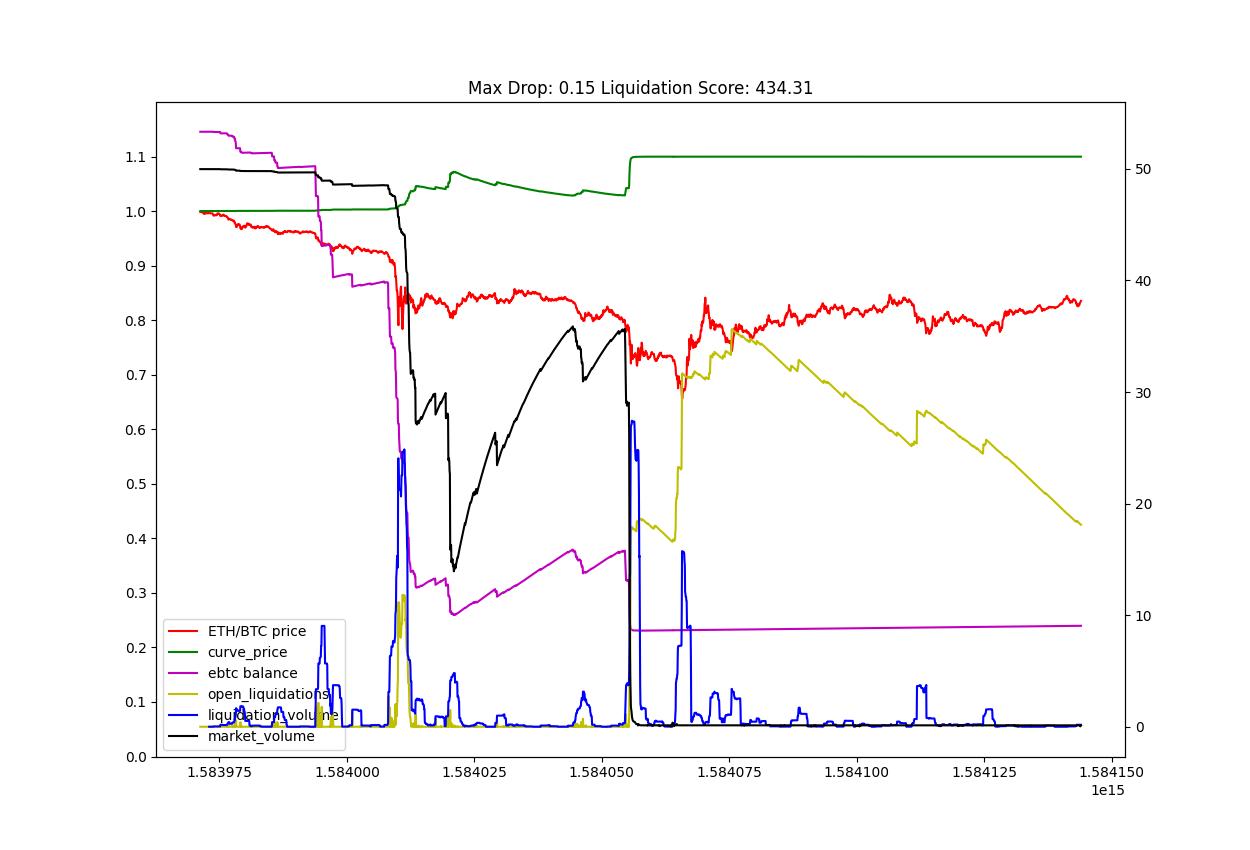 Max Drop: 0.15 Liquidation Score: 434.31
1.1
1.0
0.9
0.8
0.7
0.6
0.5
0.4
0.3
0.2
0.1
0.0
50
40
30
20
10
0
ETH/BTC price
curve_price
ebtc balance
open_liquidations
liquidation_volume
market_volume
1.583975 1.584000 1.584025 1.584050 1.584075 1.584100 1.584125 1.584150
1e15